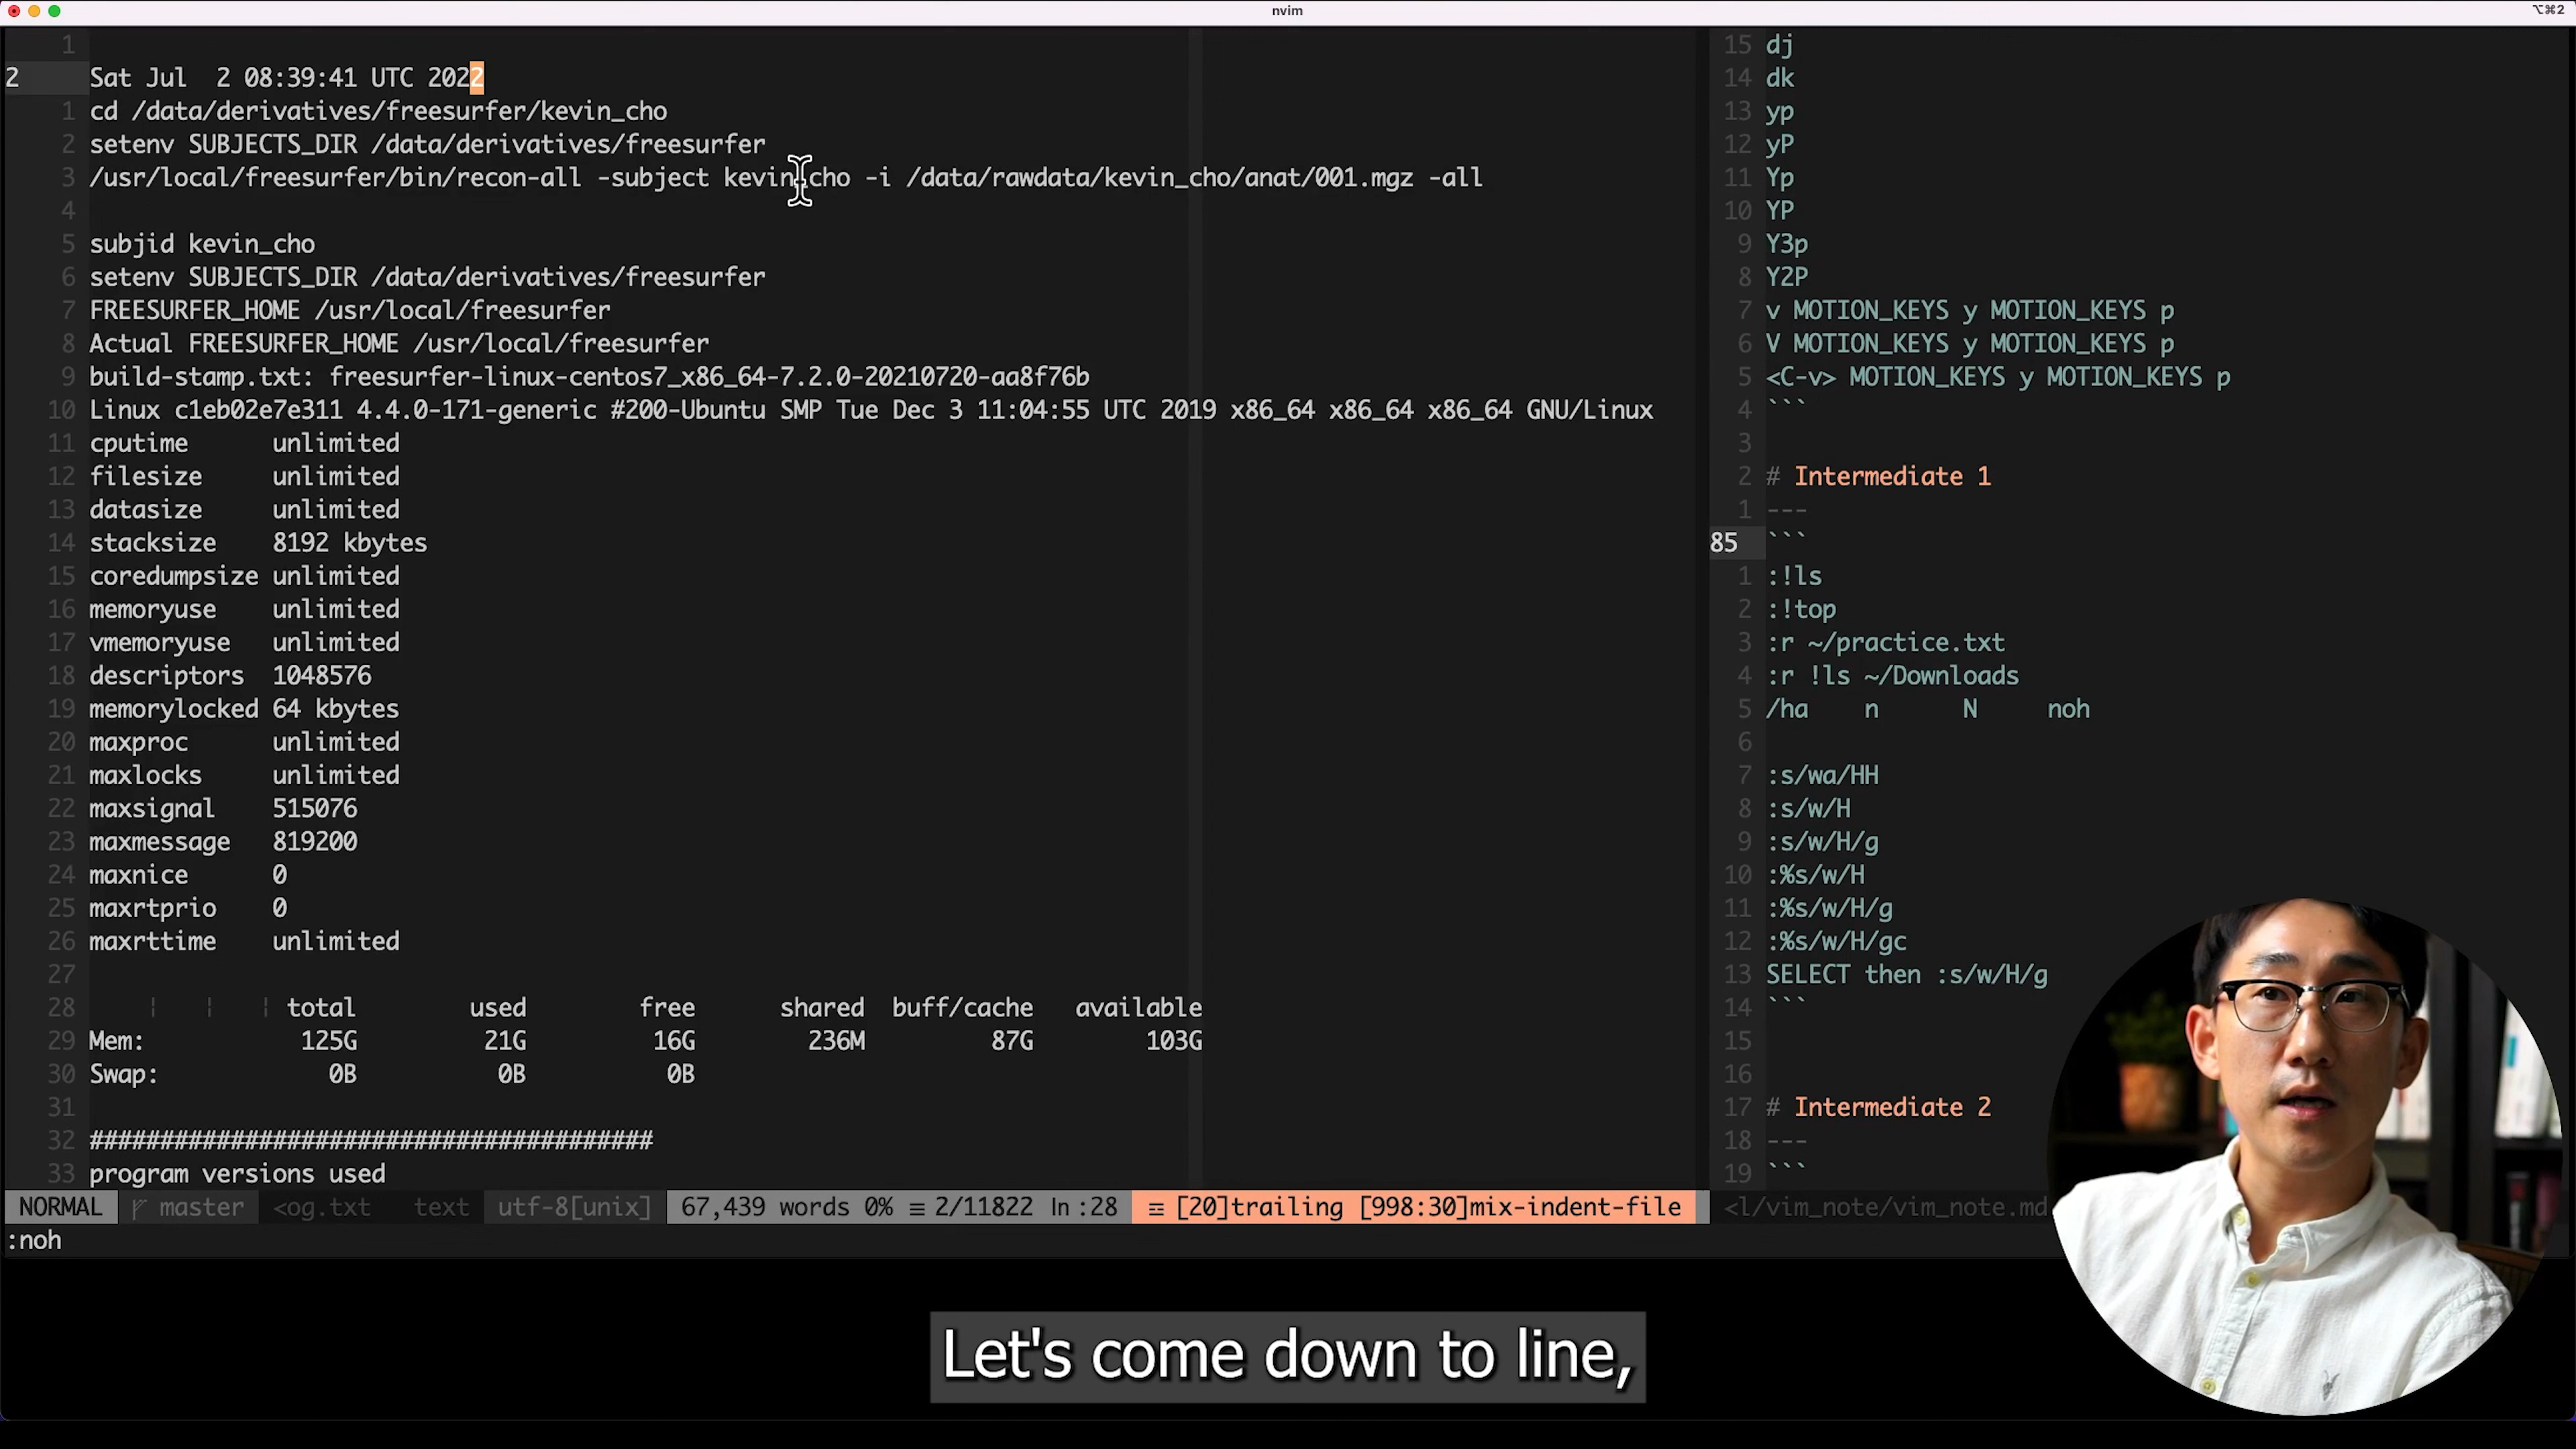 nvim
⌥⌘2
1
2 Sat Jul  2 08:39:41 UTC 2022
1 cd /data/derivatives/freesurfer/kevin_cho
2 setenv SUBJECTS_DIR /data/derivatives/freesurfer
3 /usr/local/freesurfer/bin/recon-all -subject kevin_cho -i /data/rawdata/kevin_cho/anat/001.mgz -all
4
5 subjid kevin_cho
6 setenv SUBJECTS_DIR /data/derivatives/freesurfer
7 FREESURFER_HOME /usr/local/freesurfer
8 Actual FREESURFER_HOME /usr/local/freesurfer
9 build-stamp.txt: freesurfer-linux-centos7_x86_64-7.2.0-20210720-aa8f76b
10 Linux c1eb02e7e311 4.4.0-171-generic #200-Ubuntu SMP Tue Dec 3 11:04:55 UTC 2019 x86_64 x86_64 x86_64 GNU/Linux
11 cputime      unlimited
12 filesize     unlimited
13 datasize     unlimited
14 stacksize    8192 kbytes
15 coredumpsize unlimited
16 memoryuse    unlimited
17 vmemoryuse   unlimited
18 descriptors  1048576
19 memorylocked 64 kbytes
20 maxproc      unlimited
21 maxlocks     unlimited
22 maxsignal    515076
23 maxmessage   819200
24 maxnice      0
25 maxrtprio    0
26 maxrttime    unlimited
27
28 total        used        free      shared  buff/cache   available
29 Mem:           125G         21G         16G        236M         87G        103G
30 Swap:            0B          0B          0B
31
32 ########################################
33 program versions used
NORMAL master <og.txt text utf-8[unix] 67,439 words 0% ≡ 2/11822 ln :28 ≡ [20]trailing [998:30]mix-indent-file
:noh
15 dj
14 dk
13 yp
12 yP
11 Yp
10 YP
9 Y3p
8 Y2P
7 v MOTION_KEYS y MOTION_KEYS p
6 V MOTION_KEYS y MOTION_KEYS p
5 <C-v> MOTION_KEYS y MOTION_KEYS p
4 ```
3
2 # Intermediate 1
1 ---
85 ```
1 :!ls
2 :!top
3 :r ~/practice.txt
4 :r !ls ~/Downloads
5 /ha    n      N     noh
6
7 :s/wa/HH
8 :s/w/H
9 :s/w/H/g
10 :%s/w/H
11 :%s/w/H/g
12 :%s/w/H/gc
13 SELECT then :s/w/H/g
14 ```
15
16
17 # Intermediate 2
18 ---
19 ```
<l/vim_note/vim_note.md
Let's come down to line,